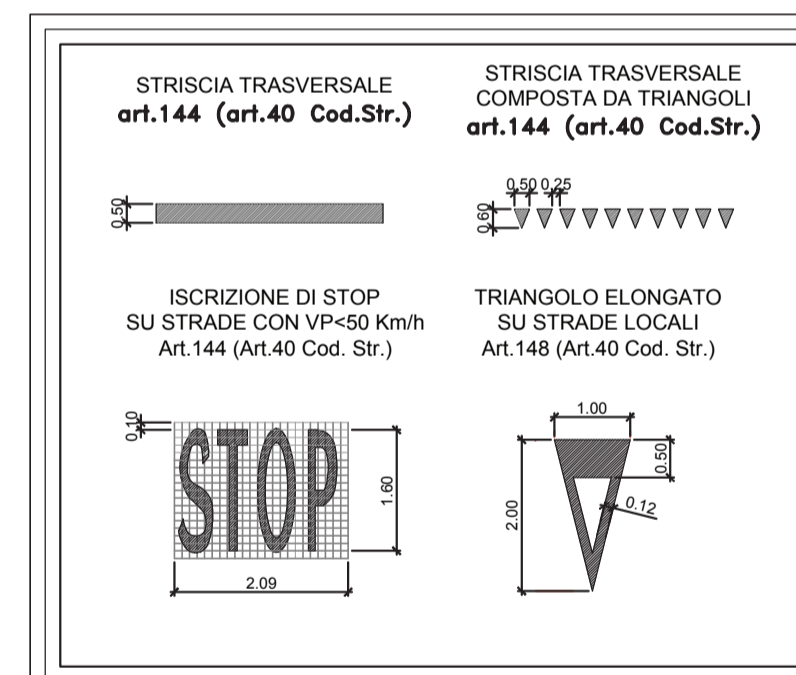 STRISCIA TRASVERSALE
art.144 (art.40 Cod.Str.)
0.50
STRISCIA TRASVERSALE
COMPOSTA DA TRIANGOLI
art.144 (art.40 Cod.Str.)
0.50 0.25
0.60
ISCRIZIONE DI STOP
SU STRADE CON VP<50 Km/h
Art.144 (Art.40 Cod. Str.)
0.10
STOP
1.60
2.09
TRIANGOLO ELONGATO
SU STRADE LOCALI
Art.148 (Art.40 Cod. Str.)
1.00
0.50
2.00
0.12